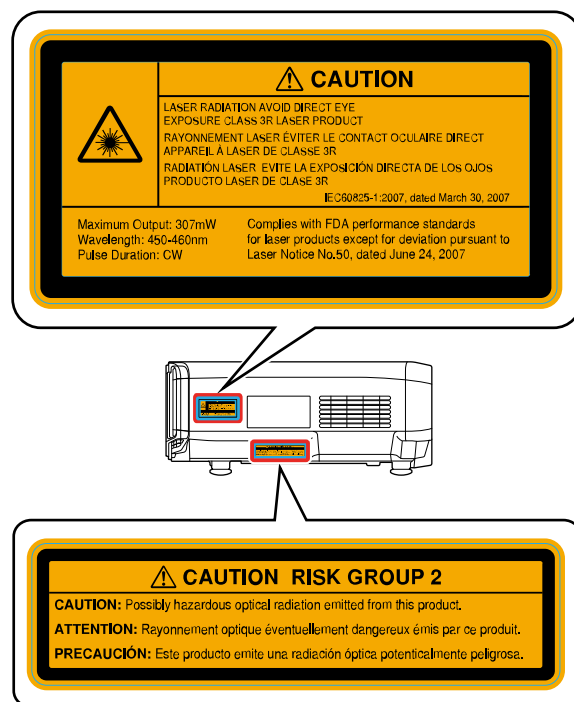 CAUTION
LASER RADIATION AVOID DIRECT EYE
EXPOSURE CLASS 3R LASER PRODUCT
RAYONNEMENT LASER ÉVITER LE CONTACT OCULAIRE DIRECT
APPAREIL À LASER DE CLASSE 3R
RADIATIÓN LASER EVITE LA EXPOSICIÓN DIRECTA DE LOS OJOS
PRODUCTO LASER DE CLASE 3R
IEC60825-1:2007, dated March 30, 2007
Maximum Output: 307mW
Wavelength: 450-460nm
Pulse Duration: CW
Complies with FDA performance standards
for laser products except for deviation pursuant to
Laser Notice No.50, dated June 24, 2007
CAUTION RISK GROUP 2
CAUTION: Possibly hazardous optical radiation emitted from this product.
ATTENTION: Rayonnement optique éventuellement dangereux émis par ce produit.
PRECAUCIÓN: Este producto emite una radiación óptica potencialmente peligrosa.